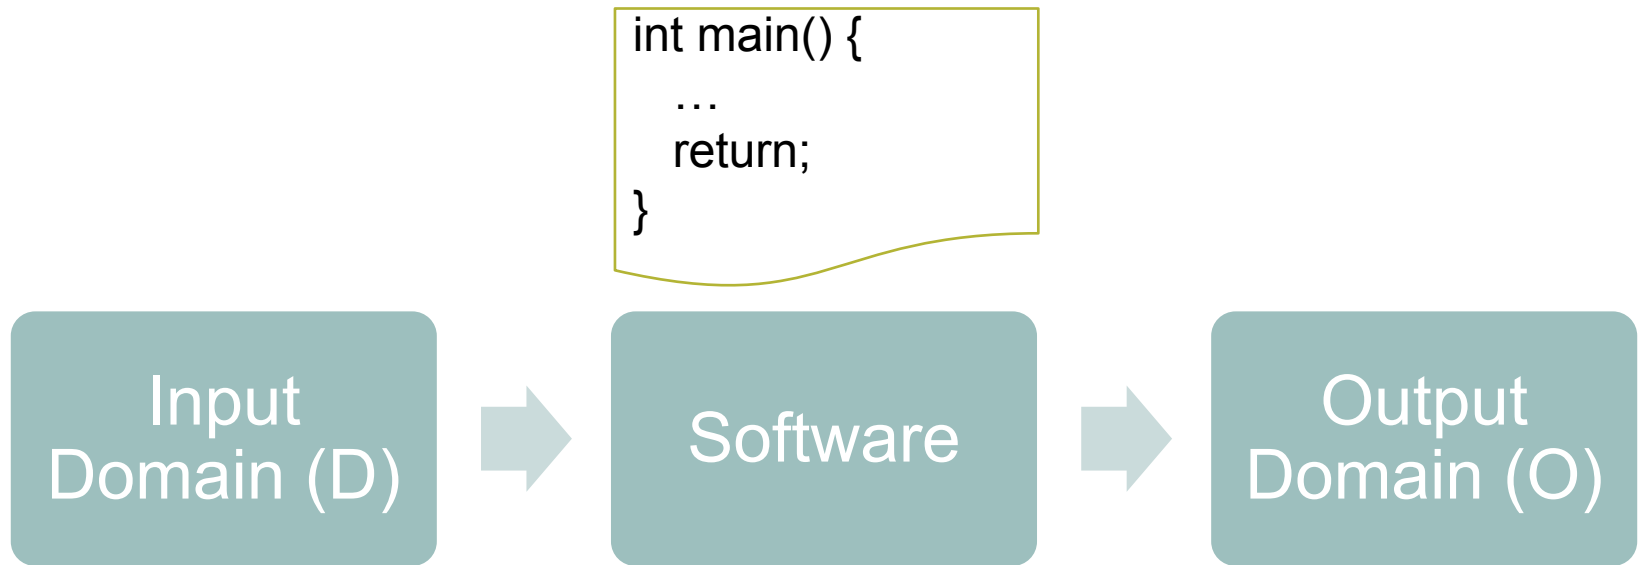 int main() {
…
return;
}
Input
Domain (D)
Software
Output
Domain (O)